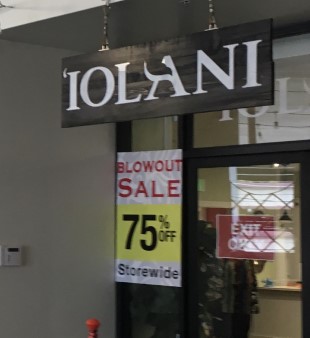 'IOLANI
BLOWOUT
SALE
75% OFF
Storewide
EXIT